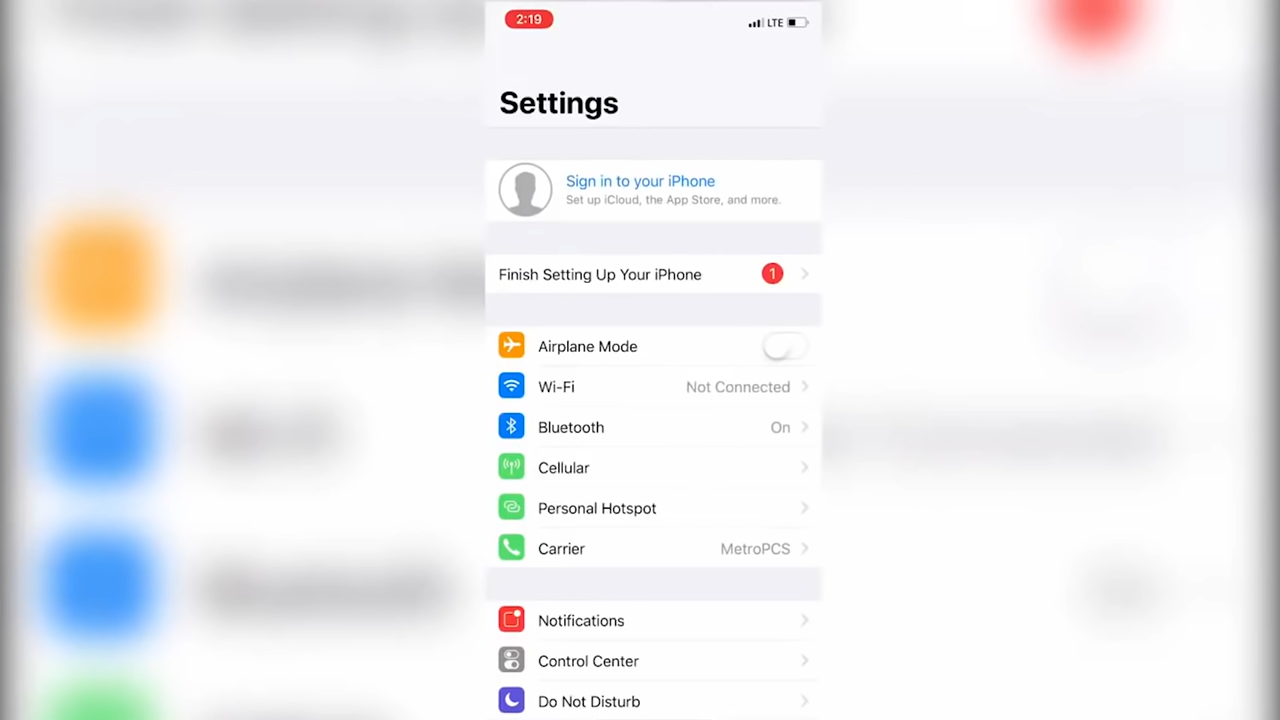 2:19 LTE
Settings
Sign in to your iPhone
Set up iCloud, the App Store, and more.
Finish Setting Up Your iPhone 1
Airplane Mode
Wi-Fi Not Connected
Bluetooth On
Cellular
Personal Hotspot
Carrier MetroPCS
Notifications
Control Center
Do Not Disturb